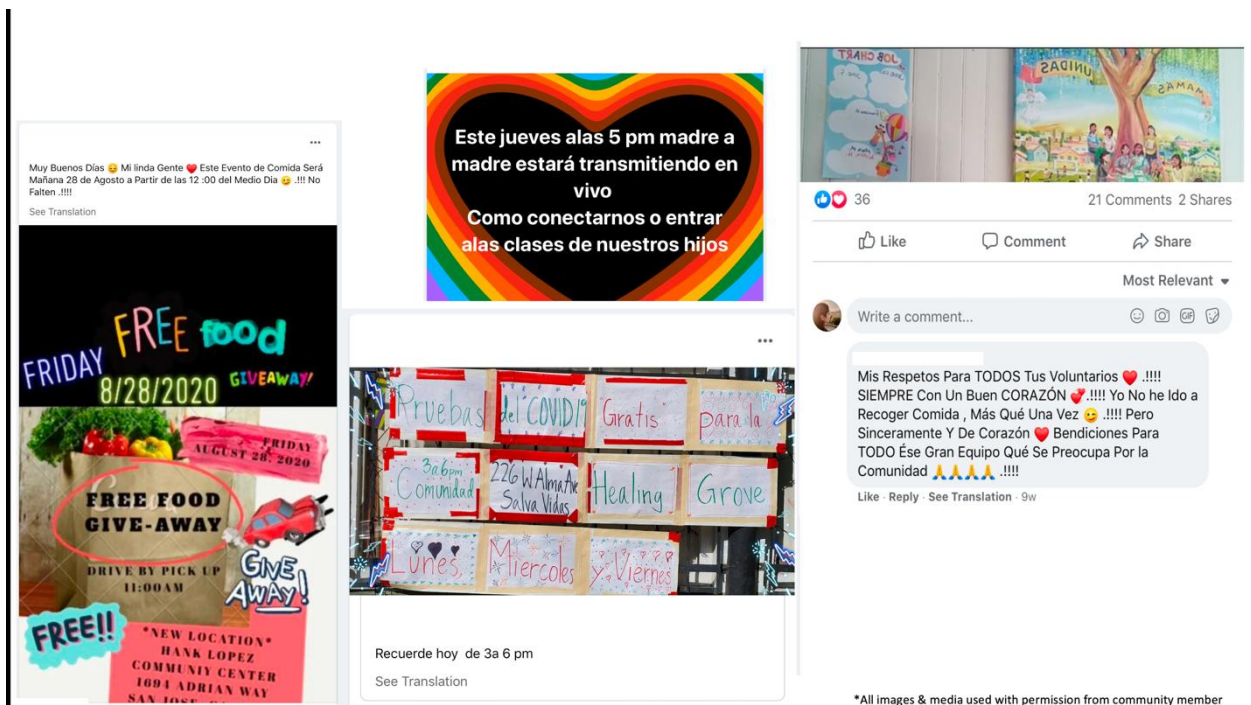 Muy Buenos Días 😊 Mi linda Gente ❤️ Este Evento de Comida Será
Mañana 28 de Agosto a Partir de las 12 :00 del Medio Día 😉 .!!! No
Falten .!!!!
See Translation
FRIDAY
FREE food
8/28/2020
GIVEAWAY!
FRIDAY
AUGUST 28, 2020
FREE FOOD
GIVE-AWAY
DRIVE BY PICK UP
11:00AM
GIVE
AWAY!
FREE!!
*NEW LOCATION*
HANK LOPEZ
COMMUNIY CENTER
1694 ADRIAN WAY
SAN JOSE,
Este jueves alas 5 pm madre a
madre estará transmitiendo en
vivo
Como conectarnos o entrar
alas clases de nuestros hijos
Pruebas del COVID19 Gratis para la
3a6pm
Comunidad
226 W Alma Ave
Salva Vidas
Healing Grove
Lunes, Miercoles y Viernes
Recuerde hoy de 3a 6 pm
See Translation
JOB CHART
MAMAS UNIDAS
36
21 Comments 2 Shares
Like Comment Share
Most Relevant
Write a comment...
GIF
Mis Respetos Para TODOS Tus Voluntarios ❤️ .!!!!
SIEMPRE Con Un Buen CORAZÓN 💕.!!!! Yo No he Ido a
Recoger Comida , Más Qué Una Vez 😉 .!!!! Pero
Sinceramente Y De Corazón ❤️ Bendiciones Para
TODO Ése Gran Equipo Qué Se Preocupa Por la
Comunidad 🙏🙏🙏🙏 .!!!!
Like · Reply · See Translation · 9w
*All images & media used with permission from community member